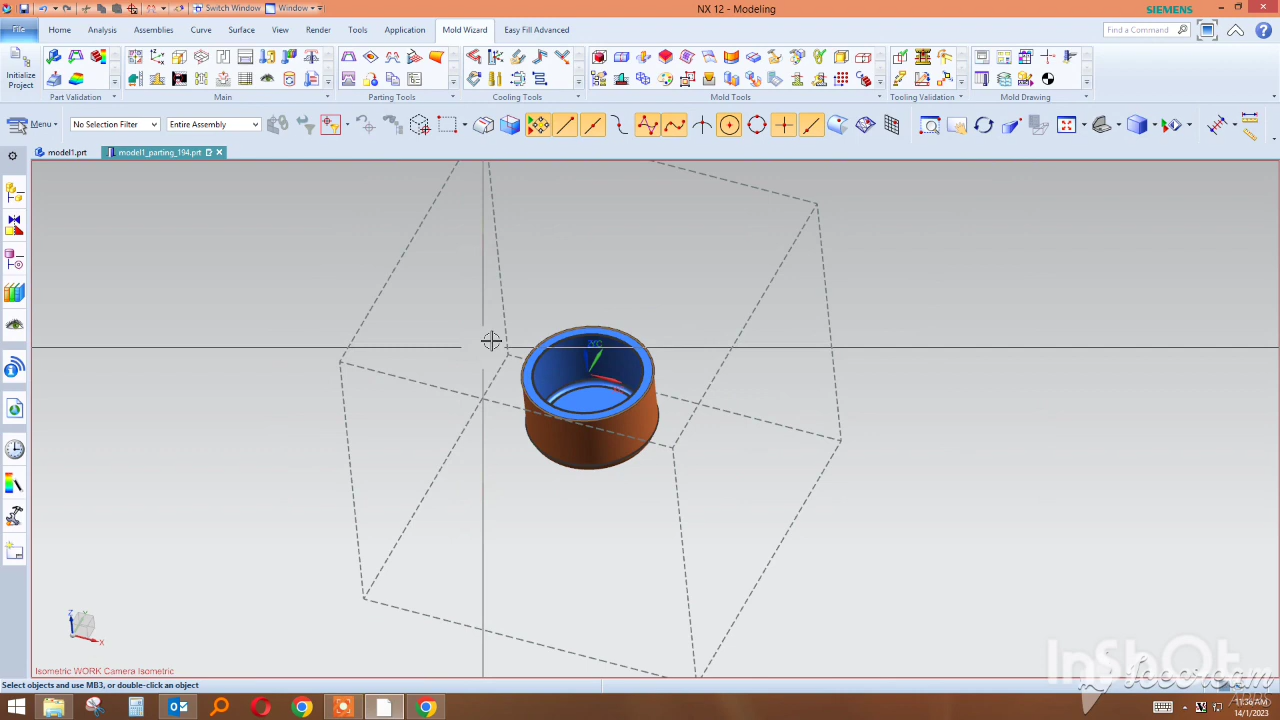 NX 12 - Modeling
SIEMENS
Switch Window
Window
File
Home
Analysis
Assemblies
Curve
Surface
View
Render
Tools
Application
Mold Wizard
Easy Fill Advanced
Find a Command
Initialize
Project
Part Validation
Main
Parting Tools
Cooling Tools
Mold Tools
Tooling Validation
Mold Drawing
Menu
No Selection Filter
Entire Assembly
model1.prt
model1_parting_194.prt
Z
X
Isometric WORK Camera Isometric
Select objects and use MB3, or double-click an object
InShOt
14/1/2023